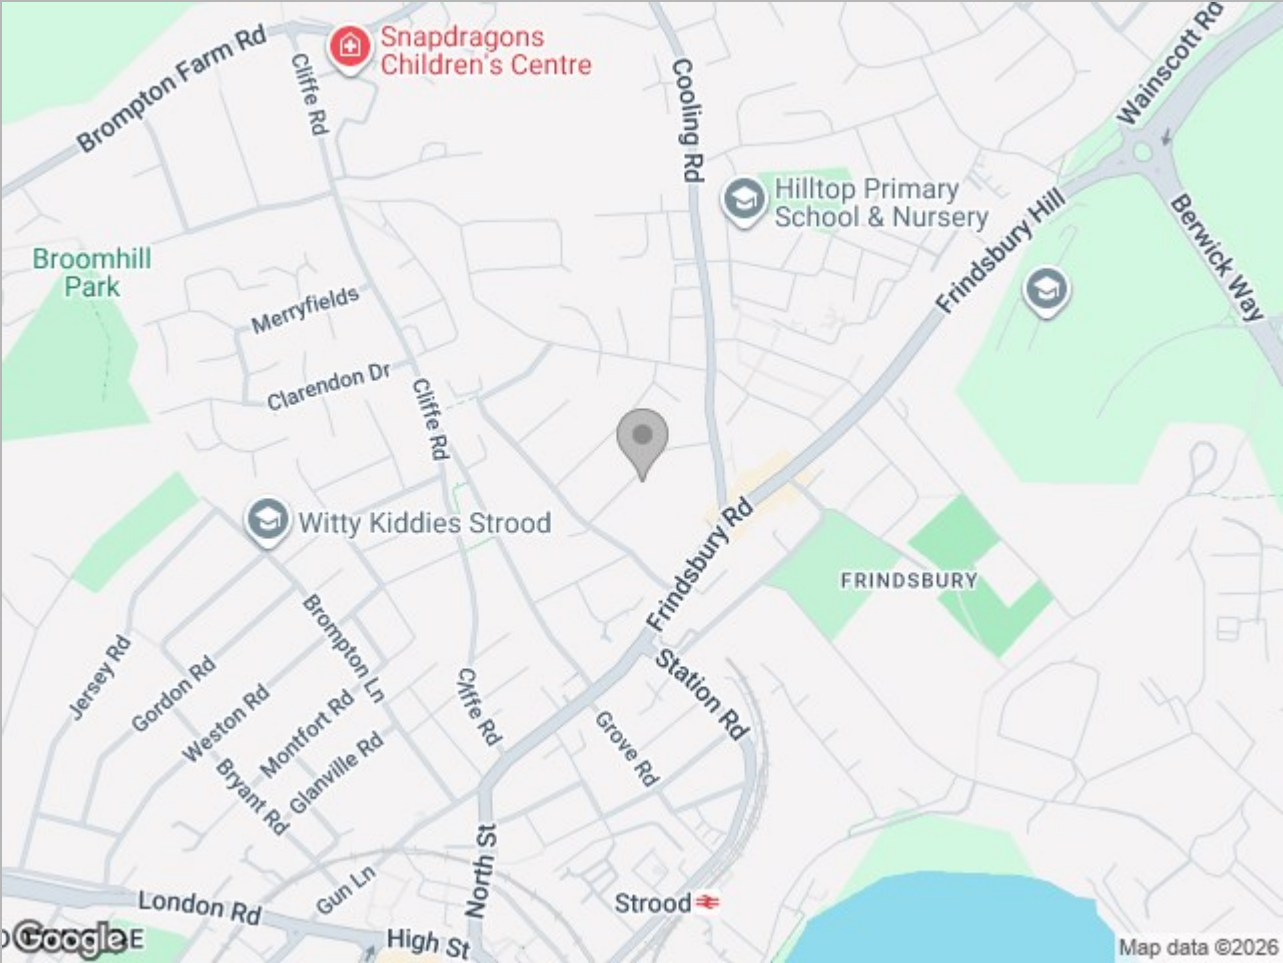 Snapdragons
Children's Centre
Brompton Farm Rd
Cliffe Rd
Cooling Rd
Wainscott Rd
Hilltop Primary
School & Nursery
Frindsbury Hill
Berwick Way
Broomhill
Park
Merryfields
Clarendon Dr
Cliffe Rd
Witty Kiddies Strood
Frindsbury Rd
FRINDSBURY
Brompton Ln
Jersey Rd
Gordon Rd
Weston Rd
Montfort Rd
Glanville Rd
Bryant Rd
Cliffe Rd
Station Rd
Grove Rd
North St
Gun Ln
Strood
London Rd
High St
Google
Map data ©2026